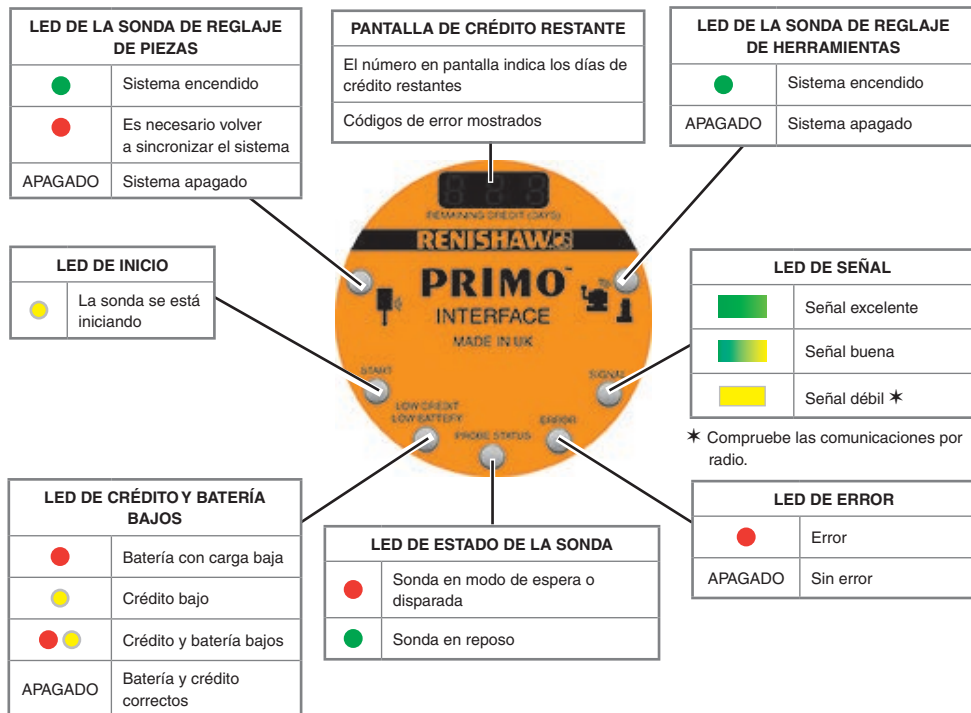 LED DE LA SONDA DE REGLAJE
DE PIEZAS
Sistema encendido
Es necesario volver
a sincronizar el sistema
APAGADO Sistema apagado
PANTALLA DE CRÉDITO RESTANTE
El número en pantalla indica los días de
crédito restantes
Códigos de error mostrados
LED DE LA SONDA DE REGLAJE
DE HERRAMIENTAS
Sistema encendido
APAGADO Sistema apagado
REMAINING CREDIT (DAYS)
RENISHAW
PRIMO™
INTERFACE
MADE IN UK
START
SIGNAL
LOW CREDIT
LOW BATTERY
PROBE STATUS
ERROR
LED DE INICIO
La sonda se está
iniciando
LED DE SEÑAL
Señal excelente
Señal buena
Señal débil ✶
✶ Compruebe las comunicaciones por
radio.
LED DE CRÉDITO Y BATERÍA
BAJOS
Batería con carga baja
Crédito bajo
Crédito y batería bajos
APAGADO Batería y crédito
correctos
LED DE ESTADO DE LA SONDA
Sonda en modo de espera o
disparada
Sonda en reposo
LED DE ERROR
Error
APAGADO Sin error